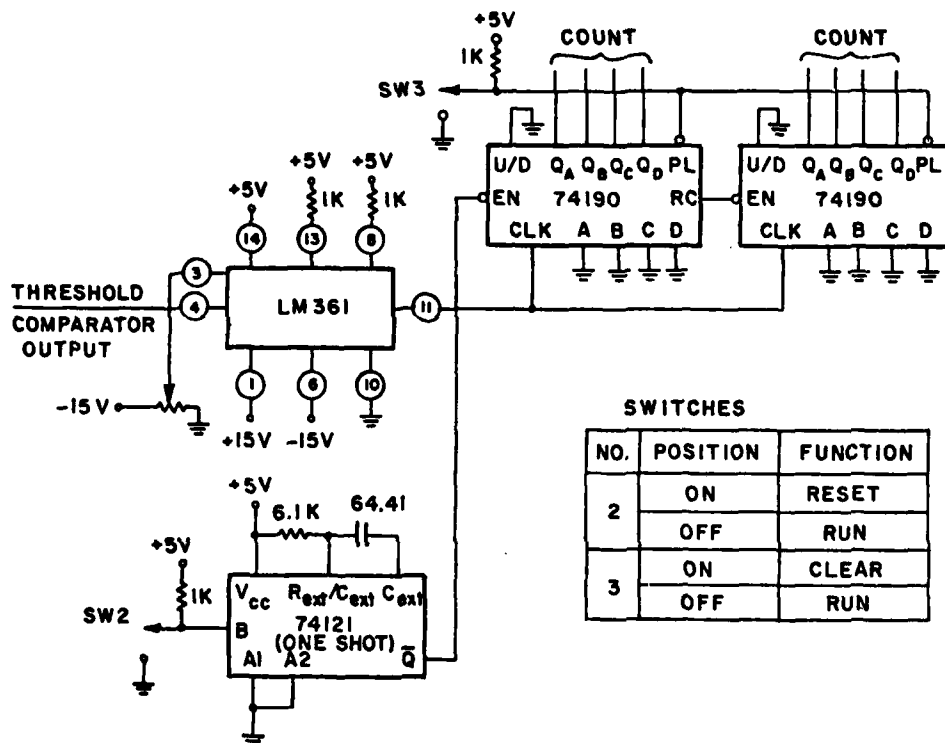 +5V
COUNT
COUNT
1K
SW3
U/D QA QB QC QD PL
EN 74190 RC
CLK A B C D
U/D QA QB QC QD PL
EN 74190
CLK A B C D
+5V +5V +5V
1K 1K
14 13 8
3
THRESHOLD
4 LM361 11
COMPARATOR
OUTPUT
1 6 10
-15V
+15V -15V
+5V
6.1K 64.41
+5V
1K
VCC Rext/Cext Cext
SW2
B 74121
(ONE SHOT)
A1 A2 Q̅
SWITCHES
NO. POSITION FUNCTION
2 ON RESET
OFF RUN
3 ON CLEAR
OFF RUN